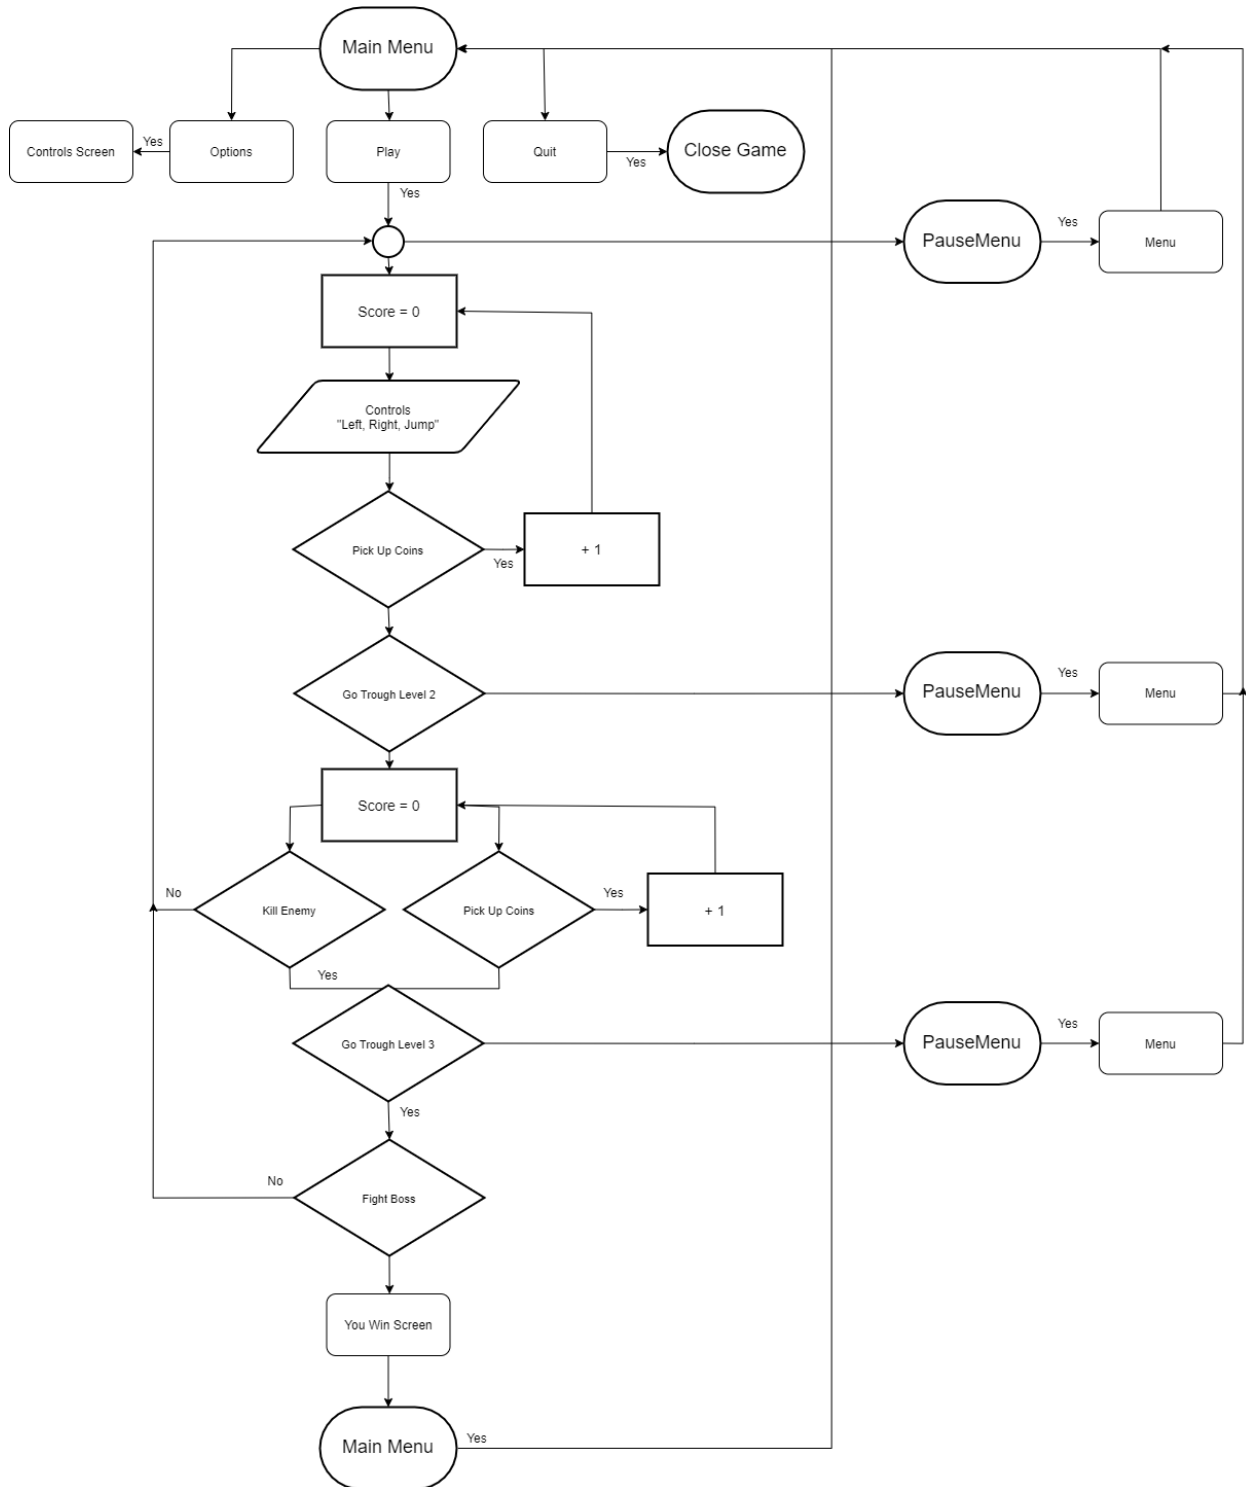 Main Menu
Controls Screen
Yes
Options
Play
Quit
Yes
Close Game
Yes
PauseMenu
Yes
Menu
Score = 0
Controls
"Left, Right, Jump"
Pick Up Coins
Yes
+ 1
Go Trough Level 2
PauseMenu
Yes
Menu
Score = 0
No
Kill Enemy
Pick Up Coins
Yes
+ 1
Yes
Go Trough Level 3
PauseMenu
Yes
Menu
Yes
No
Fight Boss
You Win Screen
Main Menu
Yes